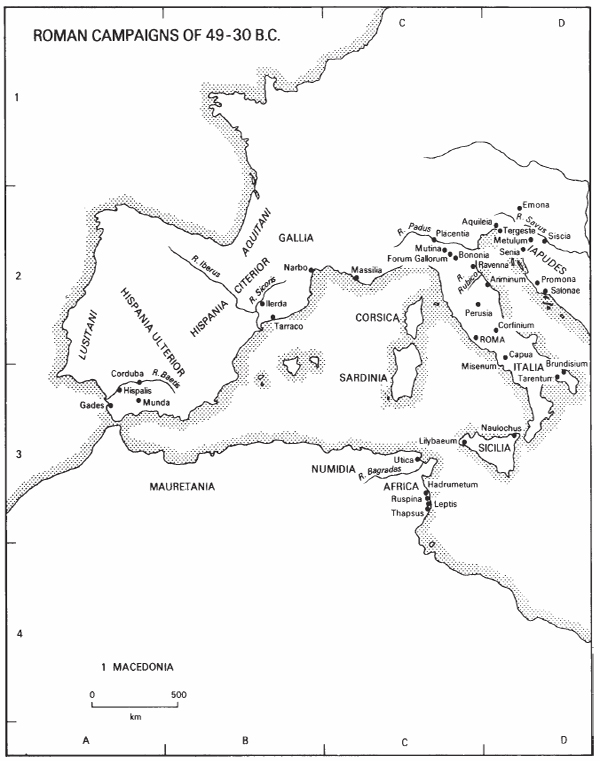 ROMAN CAMPAIGNS OF 49-30 B.C.
C
D
1
Emona
Aquileia
R. Savus
Tergeste
Siscia
R. Padus
Placentia
Metulum
AQUITANI
GALLIA
Mutina
Senia
IAPUDES
Bononia
Forum Gallorum
Ravenna
R. Iberus
R. Sicoris
Narbo
Massilia
R. Rubico
Ariminum
2
Promona
Salonae
HISPANIA CITERIOR
Ilerda
Perusia
Tarraco
CORSICA
Corfinium
HISPANIA ULTERIOR
LUSITANI
ROMA
Capua
Brundisium
Misenum
ITALIA
Corduba
R. Baetis
SARDINIA
Tarentum
Hispalis
Gades
Munda
Naulochus
Lilybaeum
SICILIA
3
Utica
NUMIDIA
R. Bagradas
MAURETANIA
AFRICA
Hadrumetum
Ruspina
Leptis
Thapsus
4
1 MACEDONIA
0
500
km
A
B
C
D